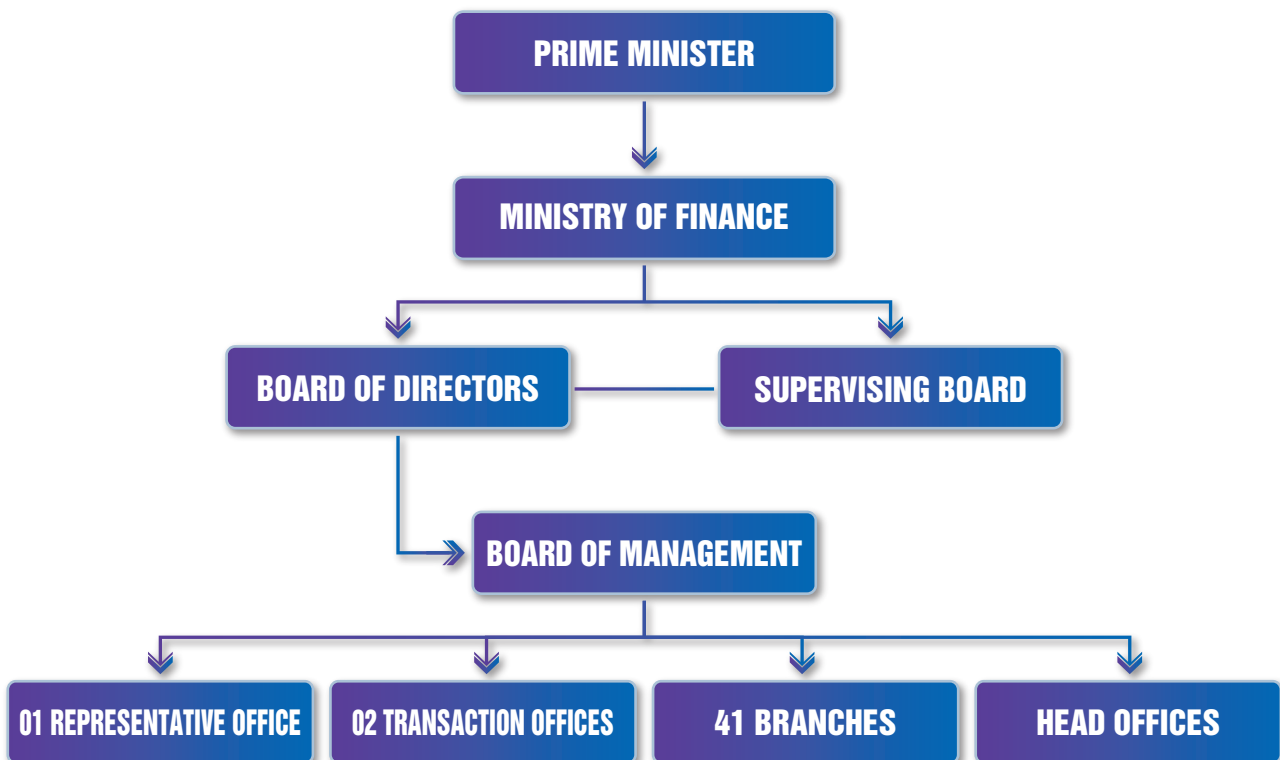 PRIME MINISTER
MINISTRY OF FINANCE
BOARD OF DIRECTORS
SUPERVISING BOARD
BOARD OF MANAGEMENT
01 REPRESENTATIVE OFFICE
02 TRANSACTION OFFICES
41 BRANCHES
HEAD OFFICES